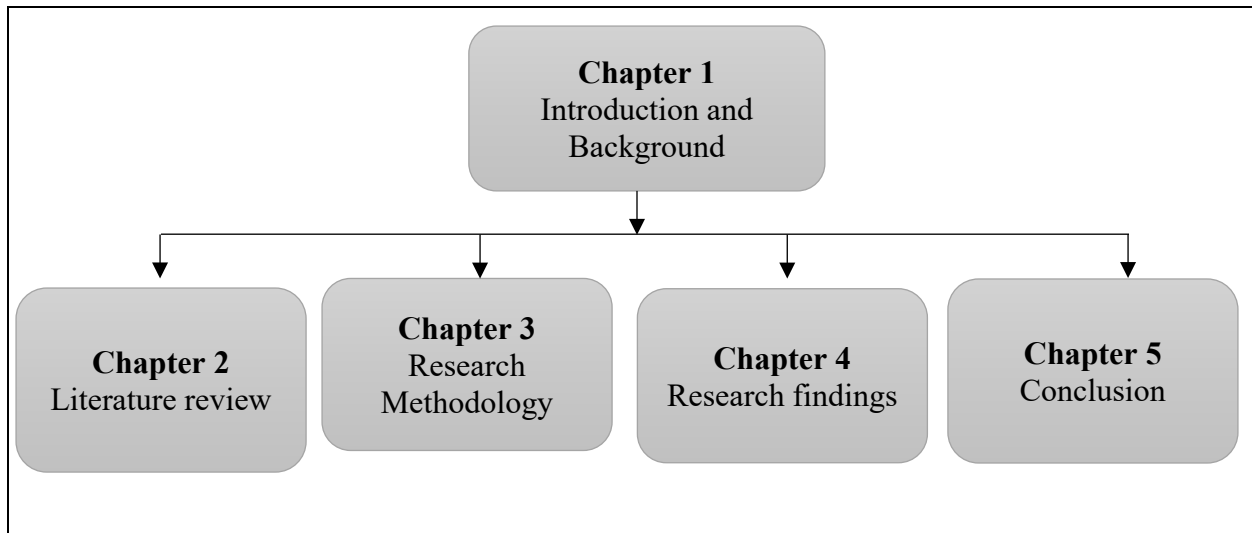 Chapter 1
Introduction and
Background
Chapter 2
Literature review
Chapter 3
Research
Methodology
Chapter 4
Research findings
Chapter 5
Conclusion